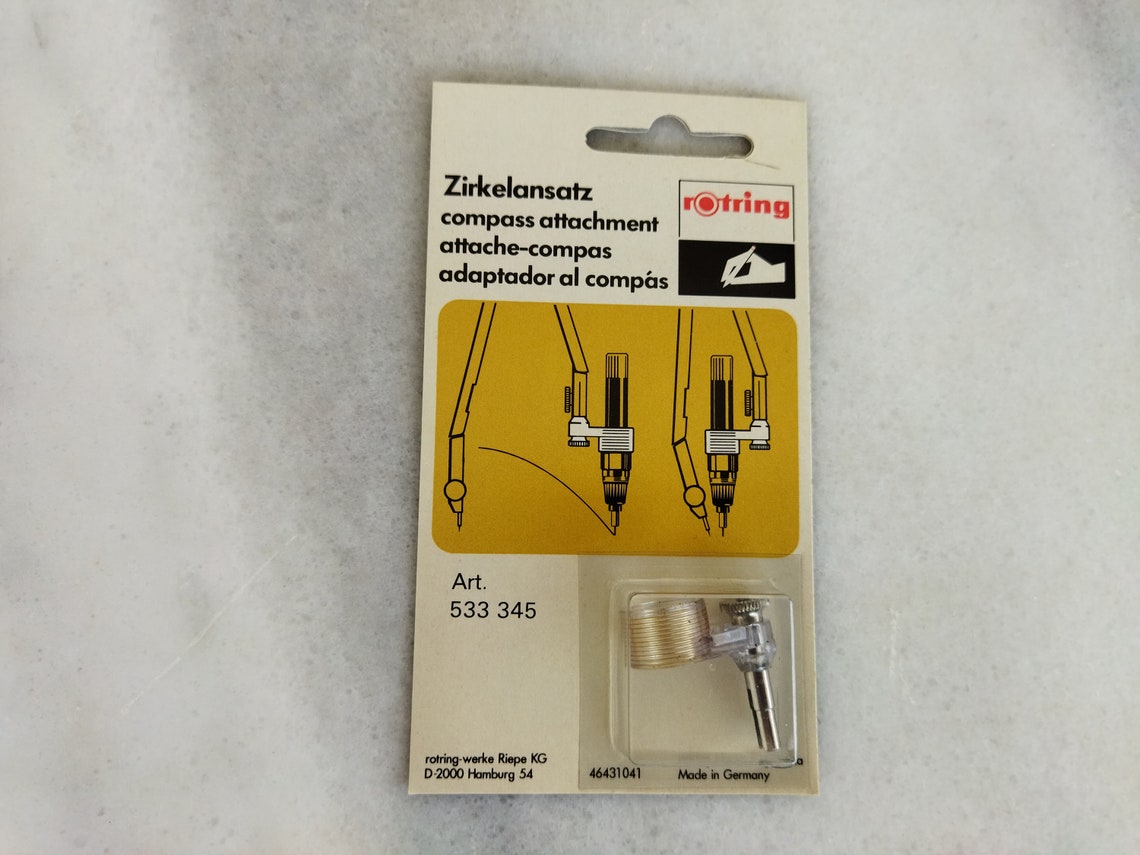 Zirkelansatz
compass attachment
attache-compas
adaptador al compás
rotring
Art.
533 345
rotring-werke Riepe KG
D-2000 Hamburg 54
46431041
Made in Germany